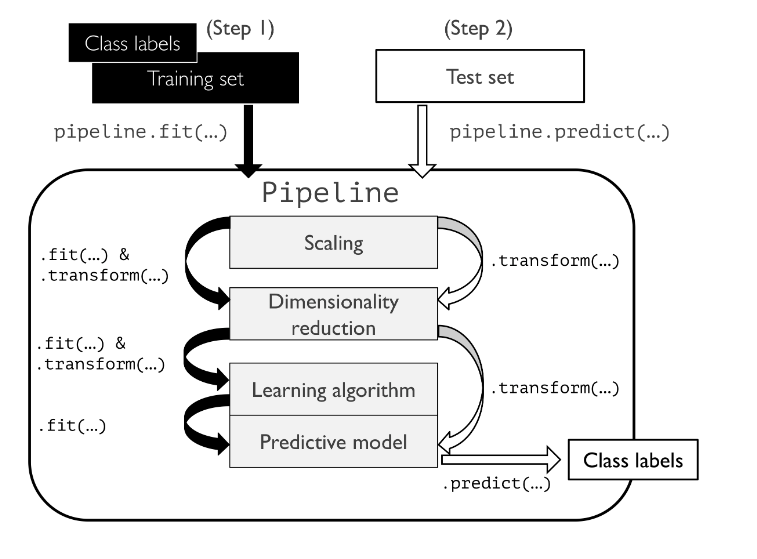 (Step 1)
Class labels
Training set
pipeline.fit(…)
(Step 2)
Test set
pipeline.predict(…)
Pipeline
Scaling
.fit(…) &
.transform(…)
.transform(…)
Dimensionality
reduction
.fit(…) &
.transform(…)
Learning algorithm
.transform(…)
.fit(…)
Predictive model
.predict(…)
Class labels